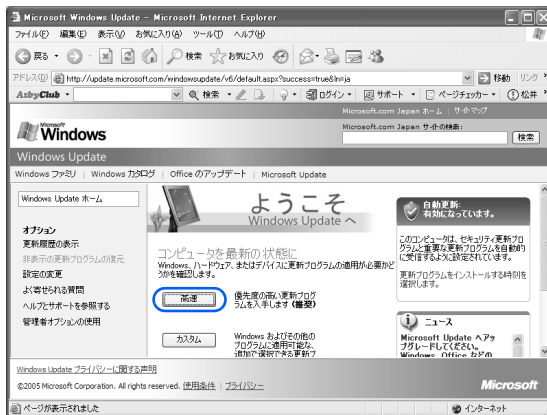 Microsoft Windows Update - Microsoft Internet Explorer
ファイル(F) 編集(E) 表示(V) お気に入り(A) ツール(T) ヘルプ(H)
戻る 検索 お気に入り
アドレス(D) http://update.microsoft.com/windowsupdate/v6/default.aspx?success=true&ln=ja 移動 リンク
AzbyClub 検索 ログイン サポート ページチェッカー 松井
Microsoft.com Japan ホーム | サイトマップ
Microsoft Windows
Microsoft.com Japan サイトの検索:
検索
Windows Update
Windows ファミリ | Windows カタログ | Office のアップデート | Microsoft Update
Windows Update ホーム
オプション
更新履歴の表示
非表示の更新プログラムの復元
設定の変更
よく寄せられる質問
ヘルプとサポートを参照する
管理者オプションの使用
ようこそ
Windows Update へ
コンピュータを最新の状態に
Windows、ハードウェア、またはデバイスに更新プログラムの適用が必要かど
うかを確認します。
高速
優先度の高い更新プログ
ラムを入手します (推奨)
カスタム
Windows およびその他の
プログラムに適用可能な、
追加で選択できる更新プ
自動更新:
有効になっています。
このコンピュータは、セキュリティ更新プロ
グラムと重要な更新プログラムを自動的
に受信するように設定されています。
更新プログラムをインストールする時刻を
選択します。
ニュース
Microsoft Update へアッ
プグレードしてください。
Windows、Office などの
Windows Update プライバシーに関する声明
©2005 Microsoft Corporation. All rights reserved. 使用条件 | プライバシー
Microsoft
ページが表示されました
インターネット